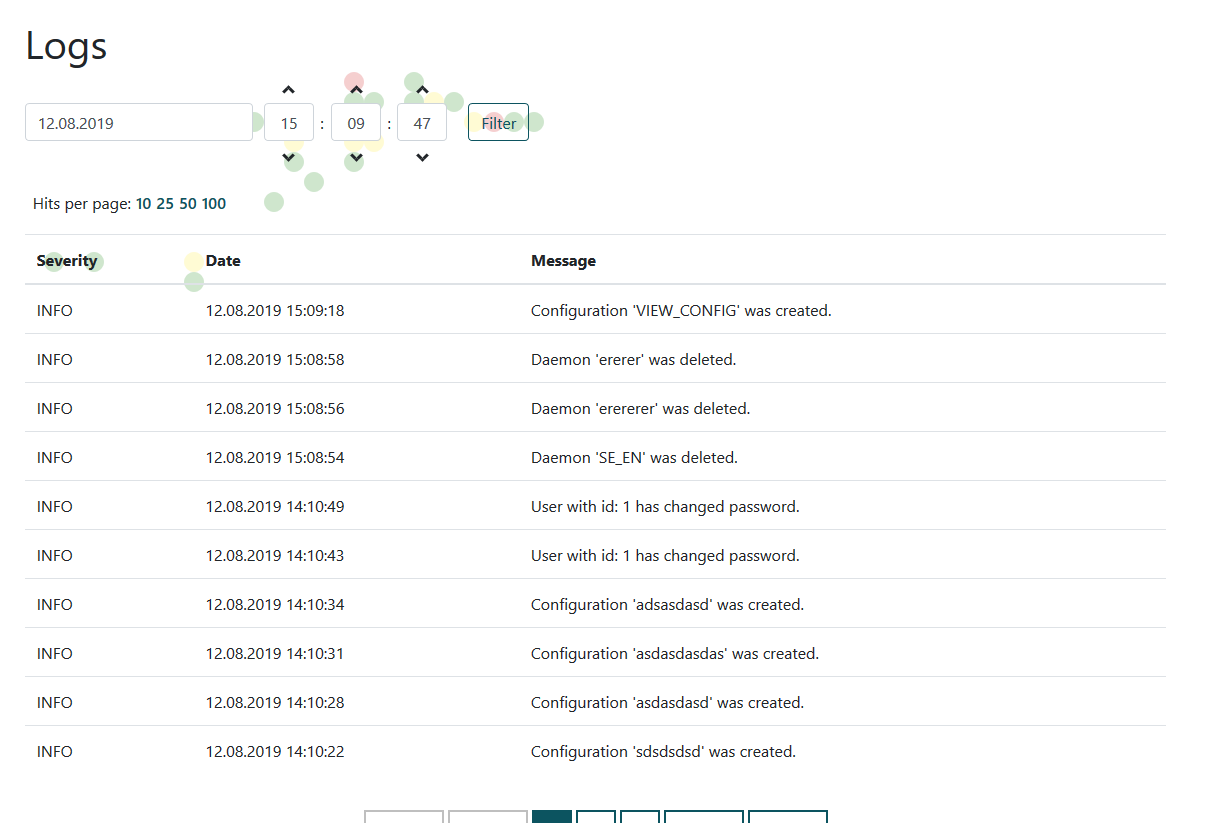 Logs
12.08.2019 15 : 09 : 47 Filter
Hits per page: 10 25 50 100
Severity Date Message
INFO 12.08.2019 15:09:18 Configuration 'VIEW_CONFIG' was created.
INFO 12.08.2019 15:08:58 Daemon 'ererer' was deleted.
INFO 12.08.2019 15:08:56 Daemon 'erererer' was deleted.
INFO 12.08.2019 15:08:54 Daemon 'SE_EN' was deleted.
INFO 12.08.2019 14:10:49 User with id: 1 has changed password.
INFO 12.08.2019 14:10:43 User with id: 1 has changed password.
INFO 12.08.2019 14:10:34 Configuration 'adsasdasd' was created.
INFO 12.08.2019 14:10:31 Configuration 'asdasdasdas' was created.
INFO 12.08.2019 14:10:28 Configuration 'asdasdasd' was created.
INFO 12.08.2019 14:10:22 Configuration 'sdsdsdsd' was created.